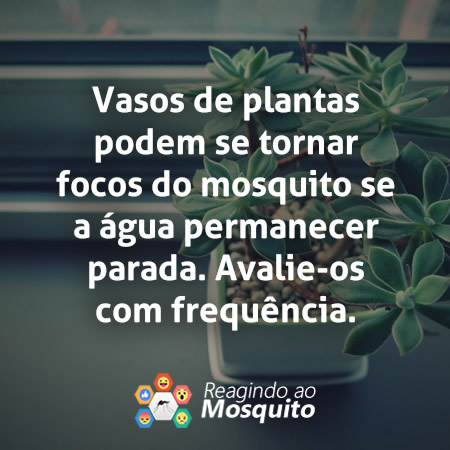 Vasos de plantas
podem se tornar
focos do mosquito se
a água permanecer
parada. Avalie-os
com frequência.
Reagindo ao
Mosquito